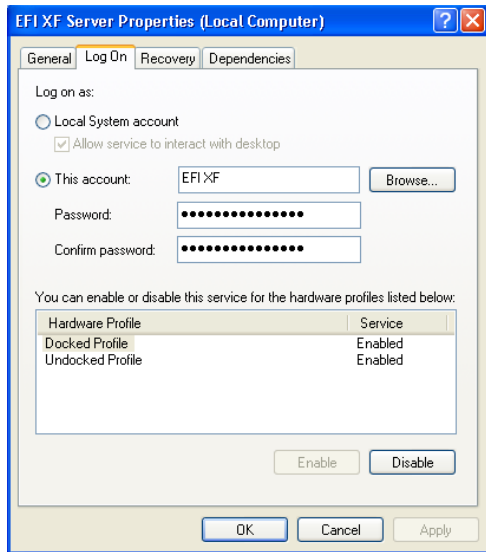 EFI XF Server Properties (Local Computer)
General Log On Recovery Dependencies
Log on as:
Local System account
Allow service to interact with desktop
This account: EFI XF Browse...
Password: ●●●●●●●●●●●●●●●
Confirm password: ●●●●●●●●●●●●●●●
You can enable or disable this service for the hardware profiles listed below:
Hardware Profile Service
Docked Profile Enabled
Undocked Profile Enabled
Enable Disable
OK Cancel Apply